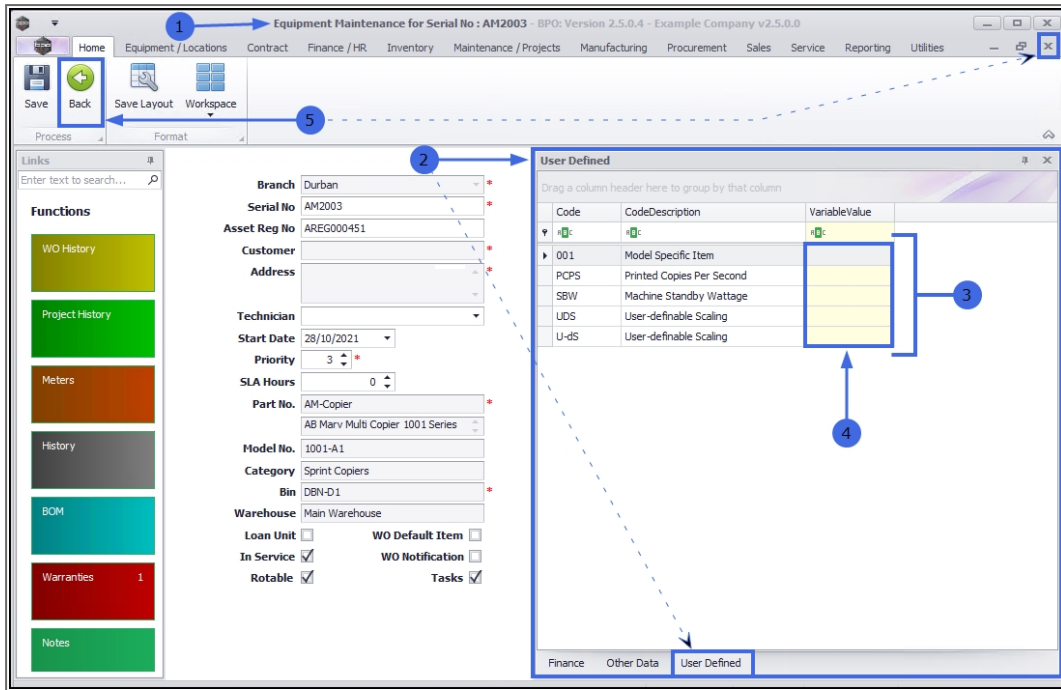 1
Equipment Maintenance for Serial No : AM2003 - BPO: Version 2.5.0.4 - Example Company v2.5.0.0
Home Equipment / Locations Contract Finance / HR Inventory Maintenance / Projects Manufacturing Procurement Sales Service Reporting Utilities
Save Back Save Layout Workspace
5
Process Format
Links
Enter text to search...
Functions
WO History
Project History
Meters
History
BOM
Warranties 1
Notes
2
Branch Durban *
Serial No AM2003 *
Asset Reg No AREG000451
Customer *
Address *
Technician
Start Date 28/10/2021
Priority 3 *
SLA Hours 0
Part No. AM-Copier *
AB Marv Multi Copier 1001 Series
Model No. 1001-A1
Category Sprint Copiers
Bin DBN-D1 *
Warehouse Main Warehouse
Loan Unit WO Default Item
In Service WO Notification
Rotable Tasks
User Defined
Drag a column header here to group by that column
Code CodeDescription VariableValue
ABC ABC ABC
001 Model Specific Item
PCPS Printed Copies Per Second
SBW Machine Standby Wattage
UDS User-definable Scaling
U-dS User-definable Scaling
3
4
Finance Other Data User Defined